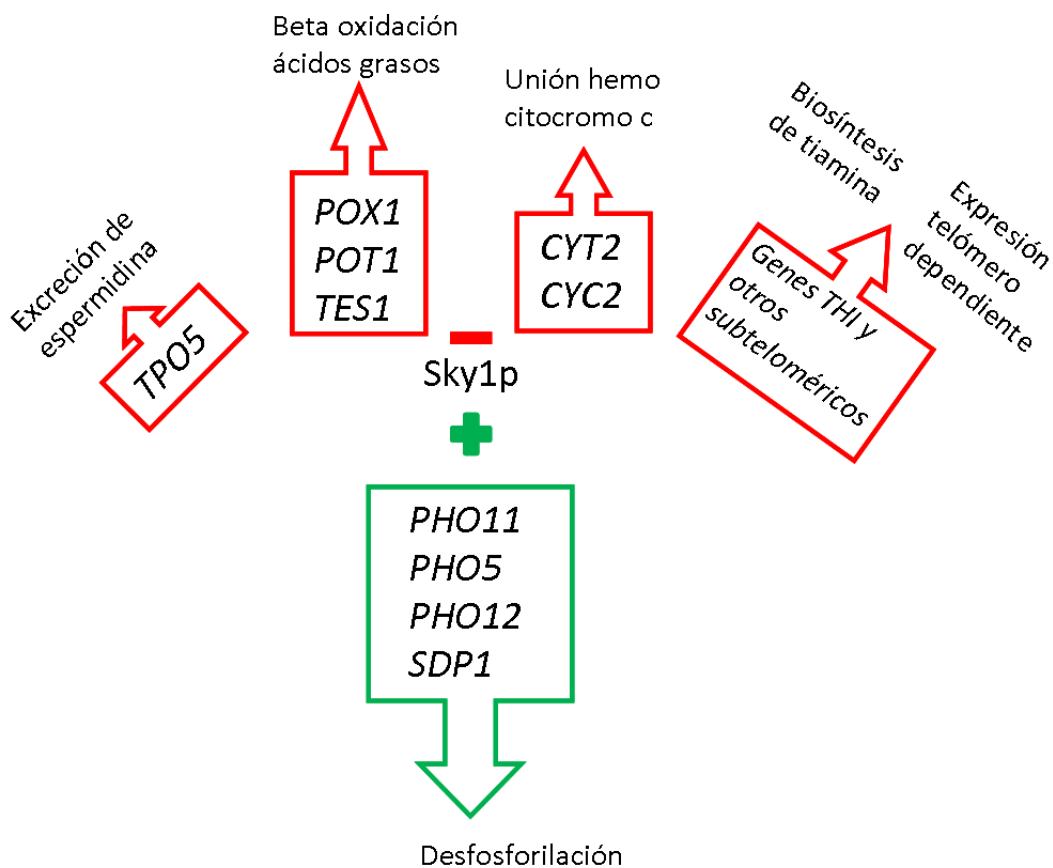 Beta oxidación
ácidos grasos
Unión hemo
citocromo c
Biosíntesis
de tiamina
Expresión
telómero
dependiente
Excreción de
espermidina
TPO5
POX1
POT1
TES1
CYT2
CYC2
Genes THI y
otros
subteloméricos
Sky1p
PHO11
PHO5
PHO12
SDP1
Desfosforilación